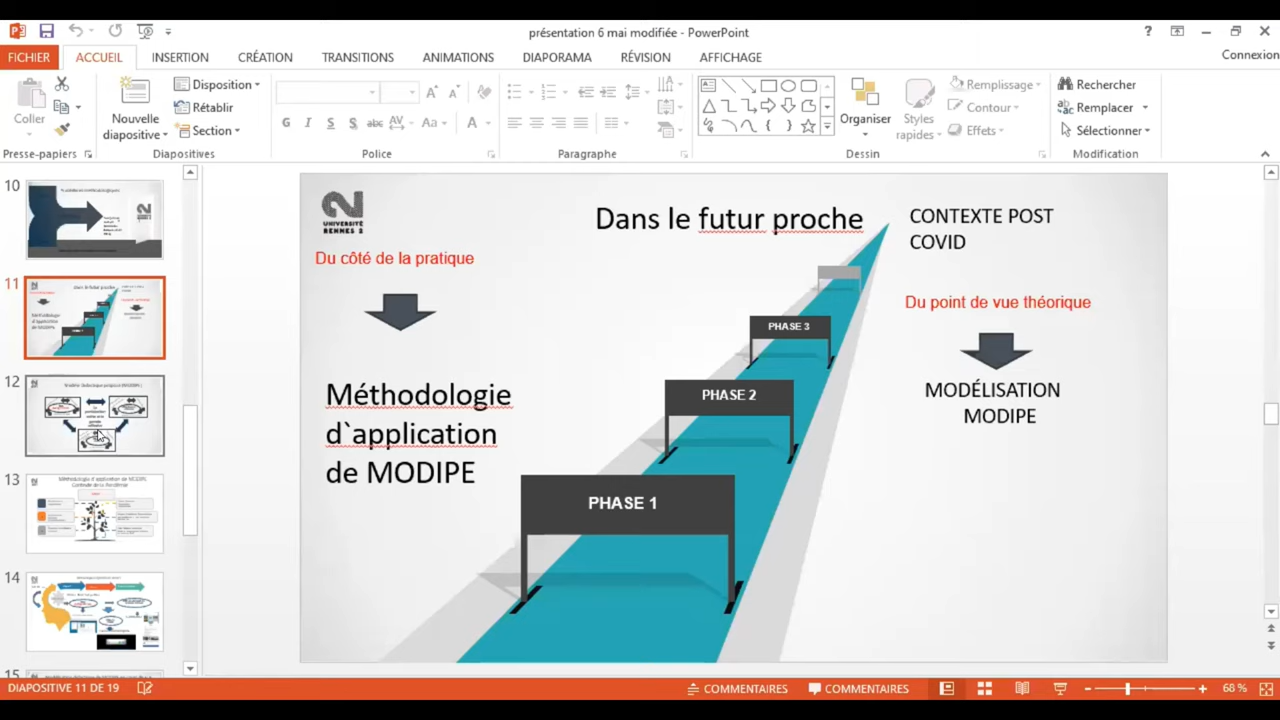 présentation 6 mai modifiée - PowerPoint
?
FICHIER
ACCUEIL
INSERTION
CRÉATION
TRANSITIONS
ANIMATIONS
DIAPORAMA
RÉVISION
AFFICHAGE
Connexion
Coller
Nouvelle
diapositive
Disposition
Rétablir
Section
G I S S abc AV Aa A
Organiser
Styles
rapides
Remplissage
Contour
Effets
Rechercher
Remplacer
Sélectionner
Presse-papiers
Diapositives
Police
Paragraphe
Dessin
Modification
10
11
12
13
14
15
2
UNIVERSITÉ
RENNES 2
Dans le futur proche
CONTEXTE POST
COVID
Du côté de la pratique
Du point de vue théorique
Méthodologie
d`application
de MODIPE
MODÉLISATION
MODIPE
PHASE 3
PHASE 2
PHASE 1
DIAPOSITIVE 11 DE 19
COMMENTAIRES
COMMENTAIRES
68 %